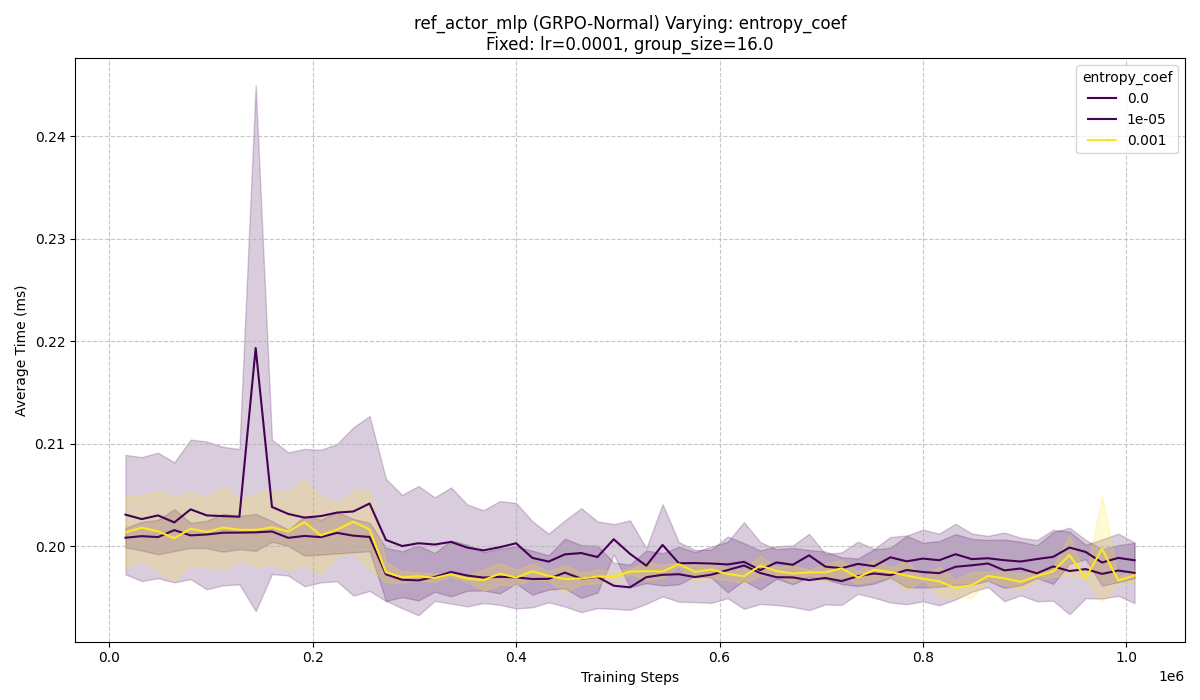 ref_actor_mlp (GRPO-Normal) Varying: entropy_coef
Fixed: lr=0.0001, group_size=16.0
entropy_coef
0.0
1e-05
0.001
Average Time (ms)
0.24
0.23
0.22
0.21
0.20
0.0
0.2
0.4
0.6
0.8
1.0
1e6
Training Steps